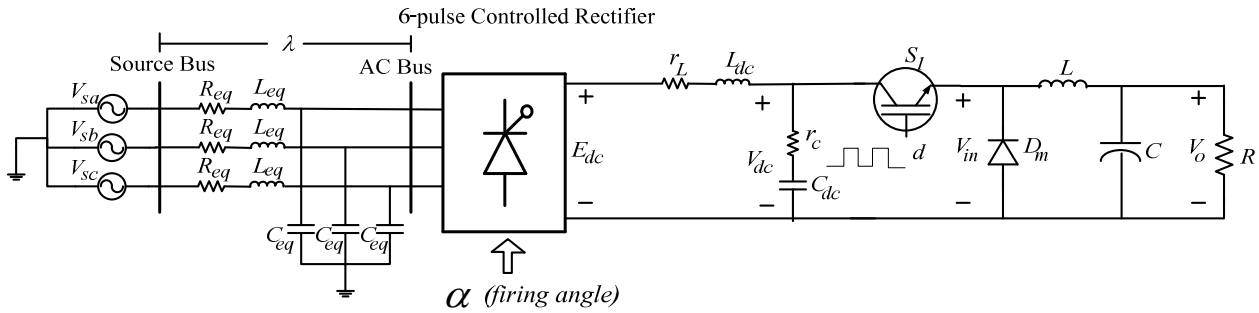 6-pulse Controlled Rectifier
λ
Source Bus
AC Bus
V_sa
R_eq
L_eq
V_sb
R_eq
L_eq
V_sc
R_eq
L_eq
C_eq
C_eq
C_eq
α (firing angle)
+
E_dc
−
r_L
L_dc
+
V_dc
−
r_c
C_dc
S_1
d
+
V_in
−
D_m
L
C
+
V_o
−
R